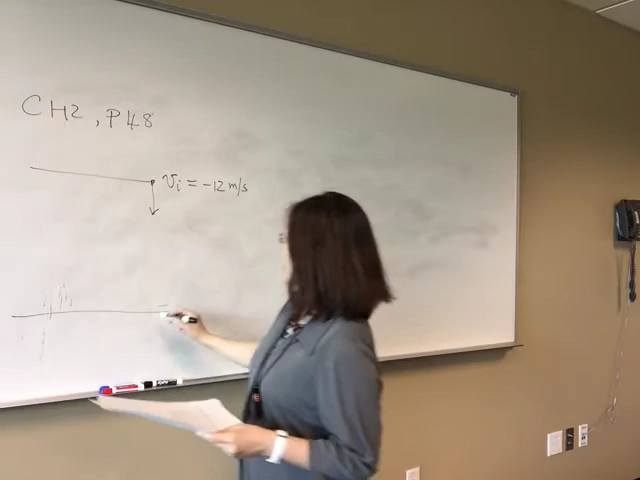 CH2, P48
vi = -12 m/s